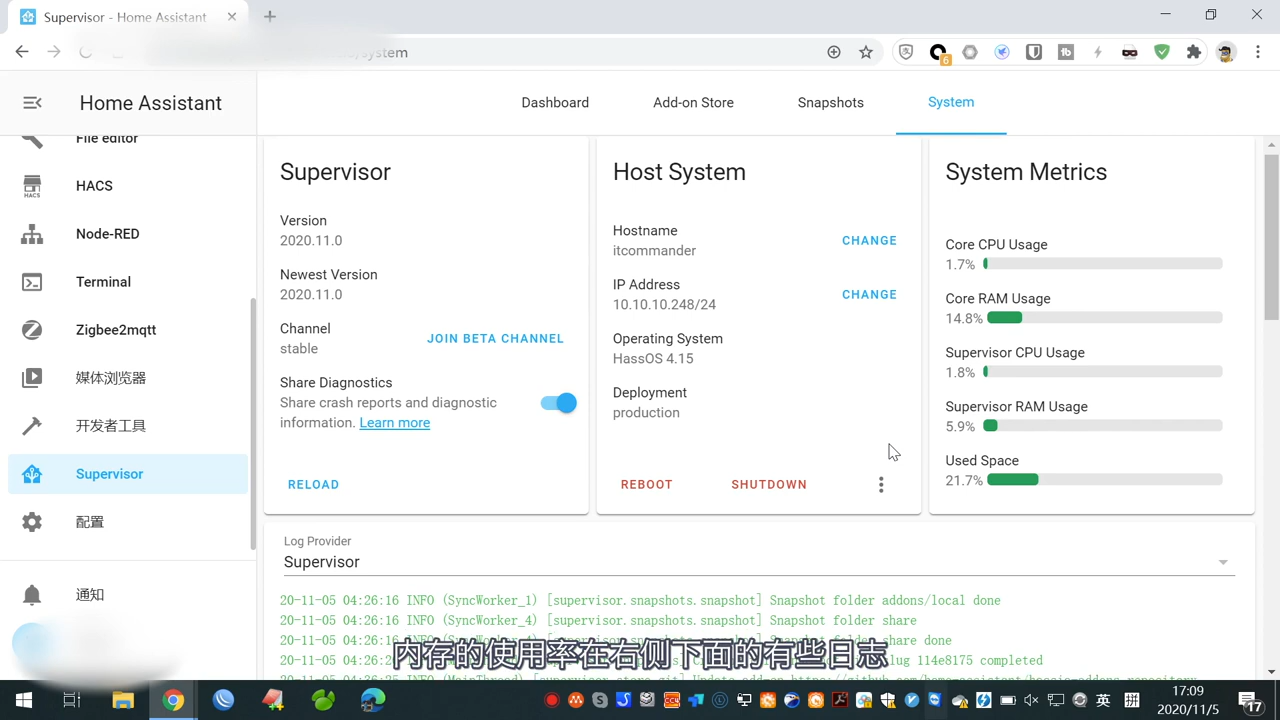 Supervisor - Home Assistant
/system
Home Assistant
Dashboard
Add-on Store
Snapshots
System
File editor
HACS
HACS
Node-RED
Terminal
Zigbee2mqtt
媒体浏览器
开发者工具
Supervisor
配置
通知
Supervisor
Version
2020.11.0
Newest Version
2020.11.0
Channel
stable
JOIN BETA CHANNEL
Share Diagnostics
Share crash reports and diagnostic
information. Learn more
RELOAD
Host System
Hostname
itcommander
CHANGE
IP Address
10.10.10.248/24
CHANGE
Operating System
HassOS 4.15
Deployment
production
REBOOT
SHUTDOWN
System Metrics
Core CPU Usage
1.7%
Core RAM Usage
14.8%
Supervisor CPU Usage
1.8%
Supervisor RAM Usage
5.9%
Used Space
21.7%
Log Provider
Supervisor
20-11-05 04:26:16 INFO (SyncWorker_1) [supervisor.snapshots.snapshot] Snapshot folder addons/local done
20-11-05 04:26:16 INFO (SyncWorker_4) [supervisor.snapshots.snapshot] Snapshot folder share
20-11-05 04:26:16 INFO share done
20-11-05 04:2 slug 114e8175 completed
内存的使用率在右侧下面的有些日志
6
tb
英
拼
17:09
2020/11/5
17